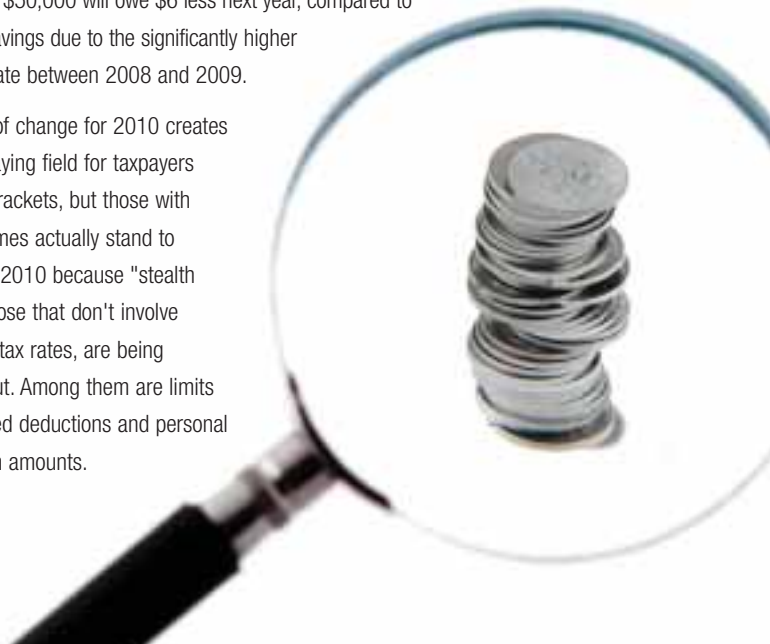 $50,000 will owe $6 less next year, compared to
avings due to the significantly higher
ate between 2008 and 2009.
of change for 2010 creates
ying field for taxpayers
rackets, but those with
mes actually stand to
2010 because "stealth
ose that don't involve
tax rates, are being
ut. Among them are limits
ed deductions and personal
n amounts.